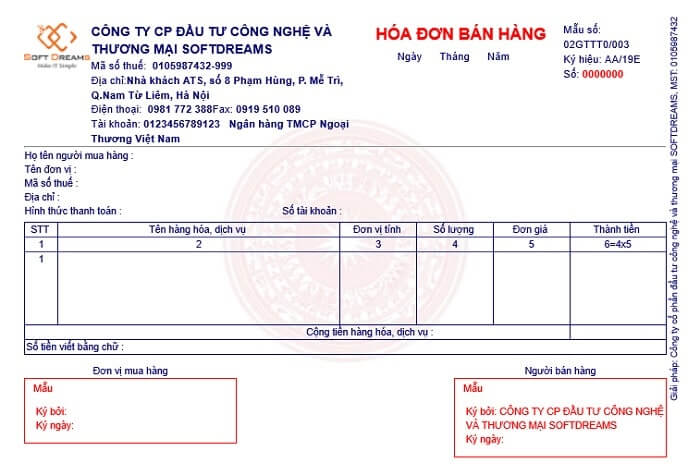 SOFT DREAMS
Make IT Simple
CÔNG TY CP ĐẦU TƯ CÔNG NGHỆ VÀ
THƯƠNG MẠI SOFTDREAMS
Mã số thuế: 0105987432-999
Địa chỉ:Nhà khách ATS, số 8 Phạm Hùng, P. Mễ Trì,
Q.Nam Từ Liêm, Hà Nội
Điện thoại: 0981 772 388Fax: 0919 510 089
Tài khoản: 0123456789123 Ngân hàng TMCP Ngoại
Thương Việt Nam
HÓA ĐƠN BÁN HÀNG
Ngày Tháng Năm
Mẫu số:
02GTTT0/003
Ký hiệu: AA/19E
Số: 0000000
Họ tên người mua hàng :
Tên đơn vị :
Mã số thuế :
Địa chỉ :
Hình thức thanh toán : Số tài khoản :
STT Tên hàng hóa, dịch vụ Đơn vị tính Số lượng Đơn giá Thành tiền
1 2 3 4 5 6=4x5
1
Cộng tiền hàng hóa, dịch vụ :
Số tiền viết bằng chữ :
Đơn vị mua hàng Người bán hàng
Mẫu
Ký bởi:
Ký ngày:
Mẫu
Ký bởi: CÔNG TY CP ĐẦU TƯ CÔNG NGHỆ
VÀ THƯƠNG MẠI SOFTDREAMS
Ký ngày:
Giải pháp: Công ty cổ phần đầu tư công nghệ và thương mại SOFTDREAMS, MST: 0105987432